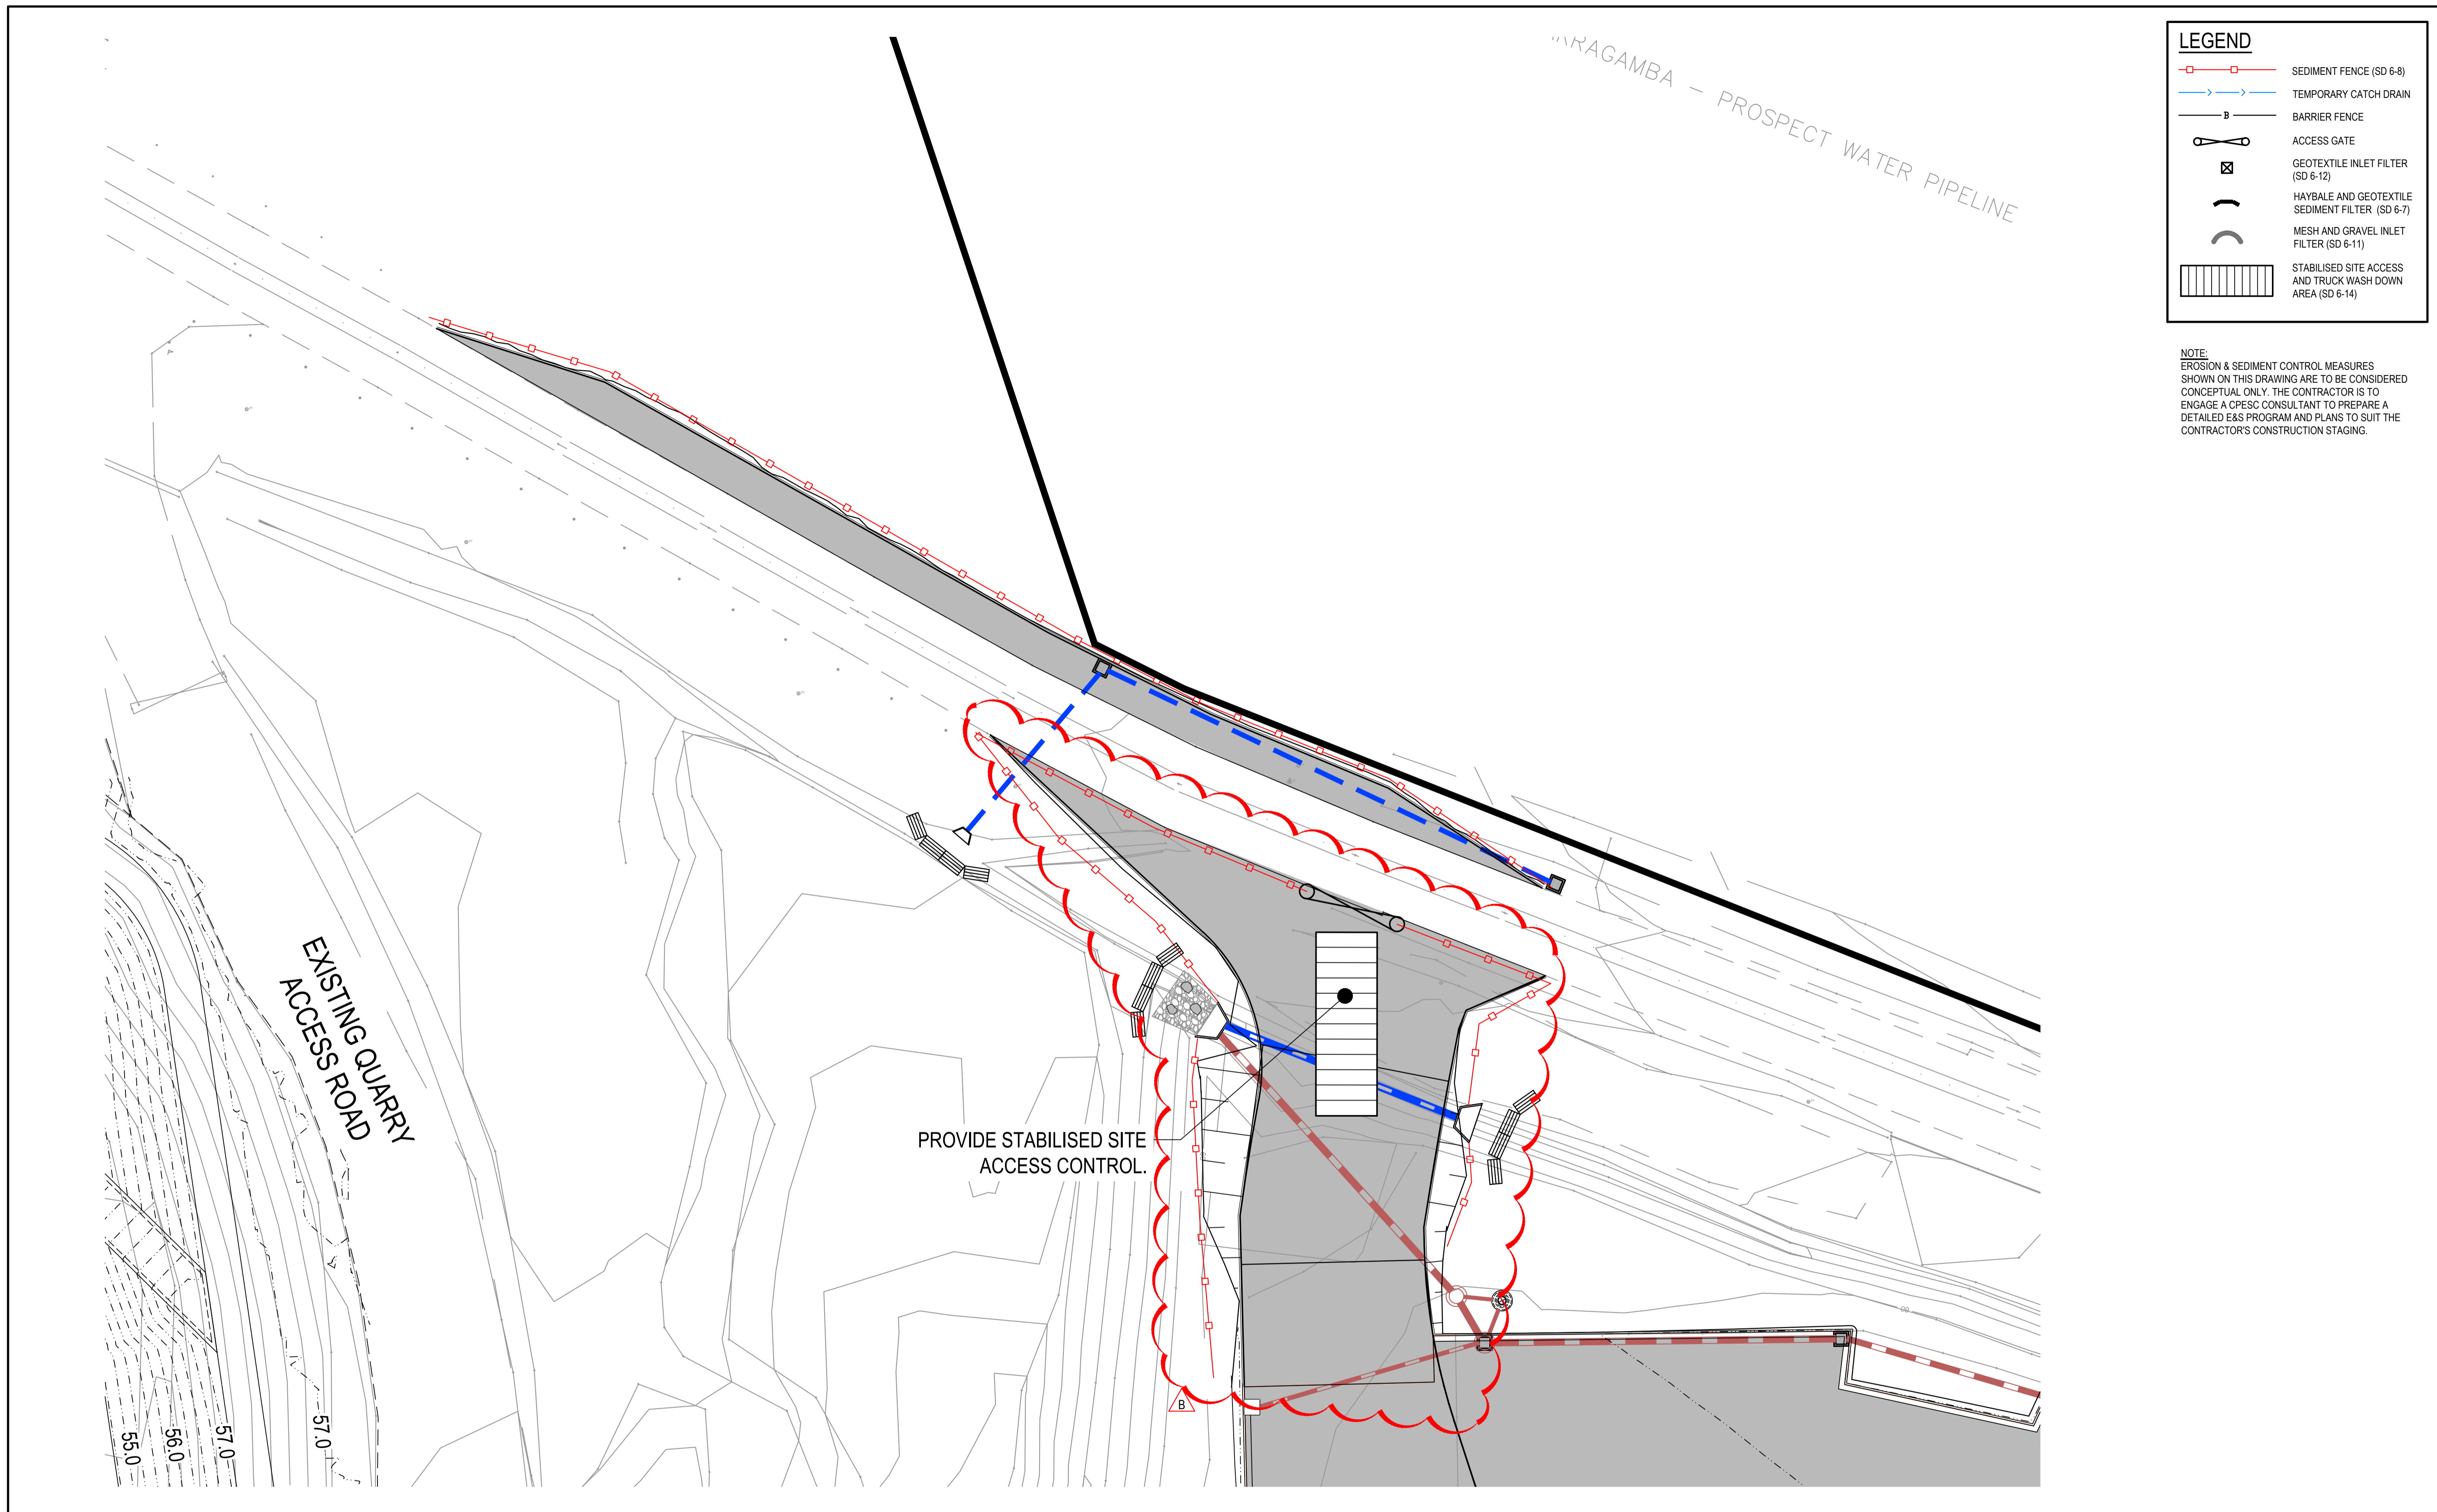 RRAGAMBA – PROSPECT WATER PIPELINE
LEGEND
SEDIMENT FENCE (SD 6-8)
TEMPORARY CATCH DRAIN
B
BARRIER FENCE
ACCESS GATE
GEOTEXTILE INLET FILTER
(SD 6-12)
HAYBALE AND GEOTEXTILE
SEDIMENT FILTER (SD 6-7)
MESH AND GRAVEL INLET
FILTER (SD 6-11)
STABILISED SITE ACCESS
AND TRUCK WASH DOWN
AREA (SD 6-14)
NOTE:
EROSION & SEDIMENT CONTROL MEASURES
SHOWN ON THIS DRAWING ARE TO BE CONSIDERED
CONCEPTUAL ONLY. THE CONTRACTOR IS TO
ENGAGE A CPESC CONSULTANT TO PREPARE A
DETAILED E&S PROGRAM AND PLANS TO SUIT THE
CONTRACTOR'S CONSTRUCTION STAGING.
EXISTING QUARRY
ACCESS ROAD
PROVIDE STABILISED SITE
ACCESS CONTROL.
B
55.0
56.0
57.0
57.0
60